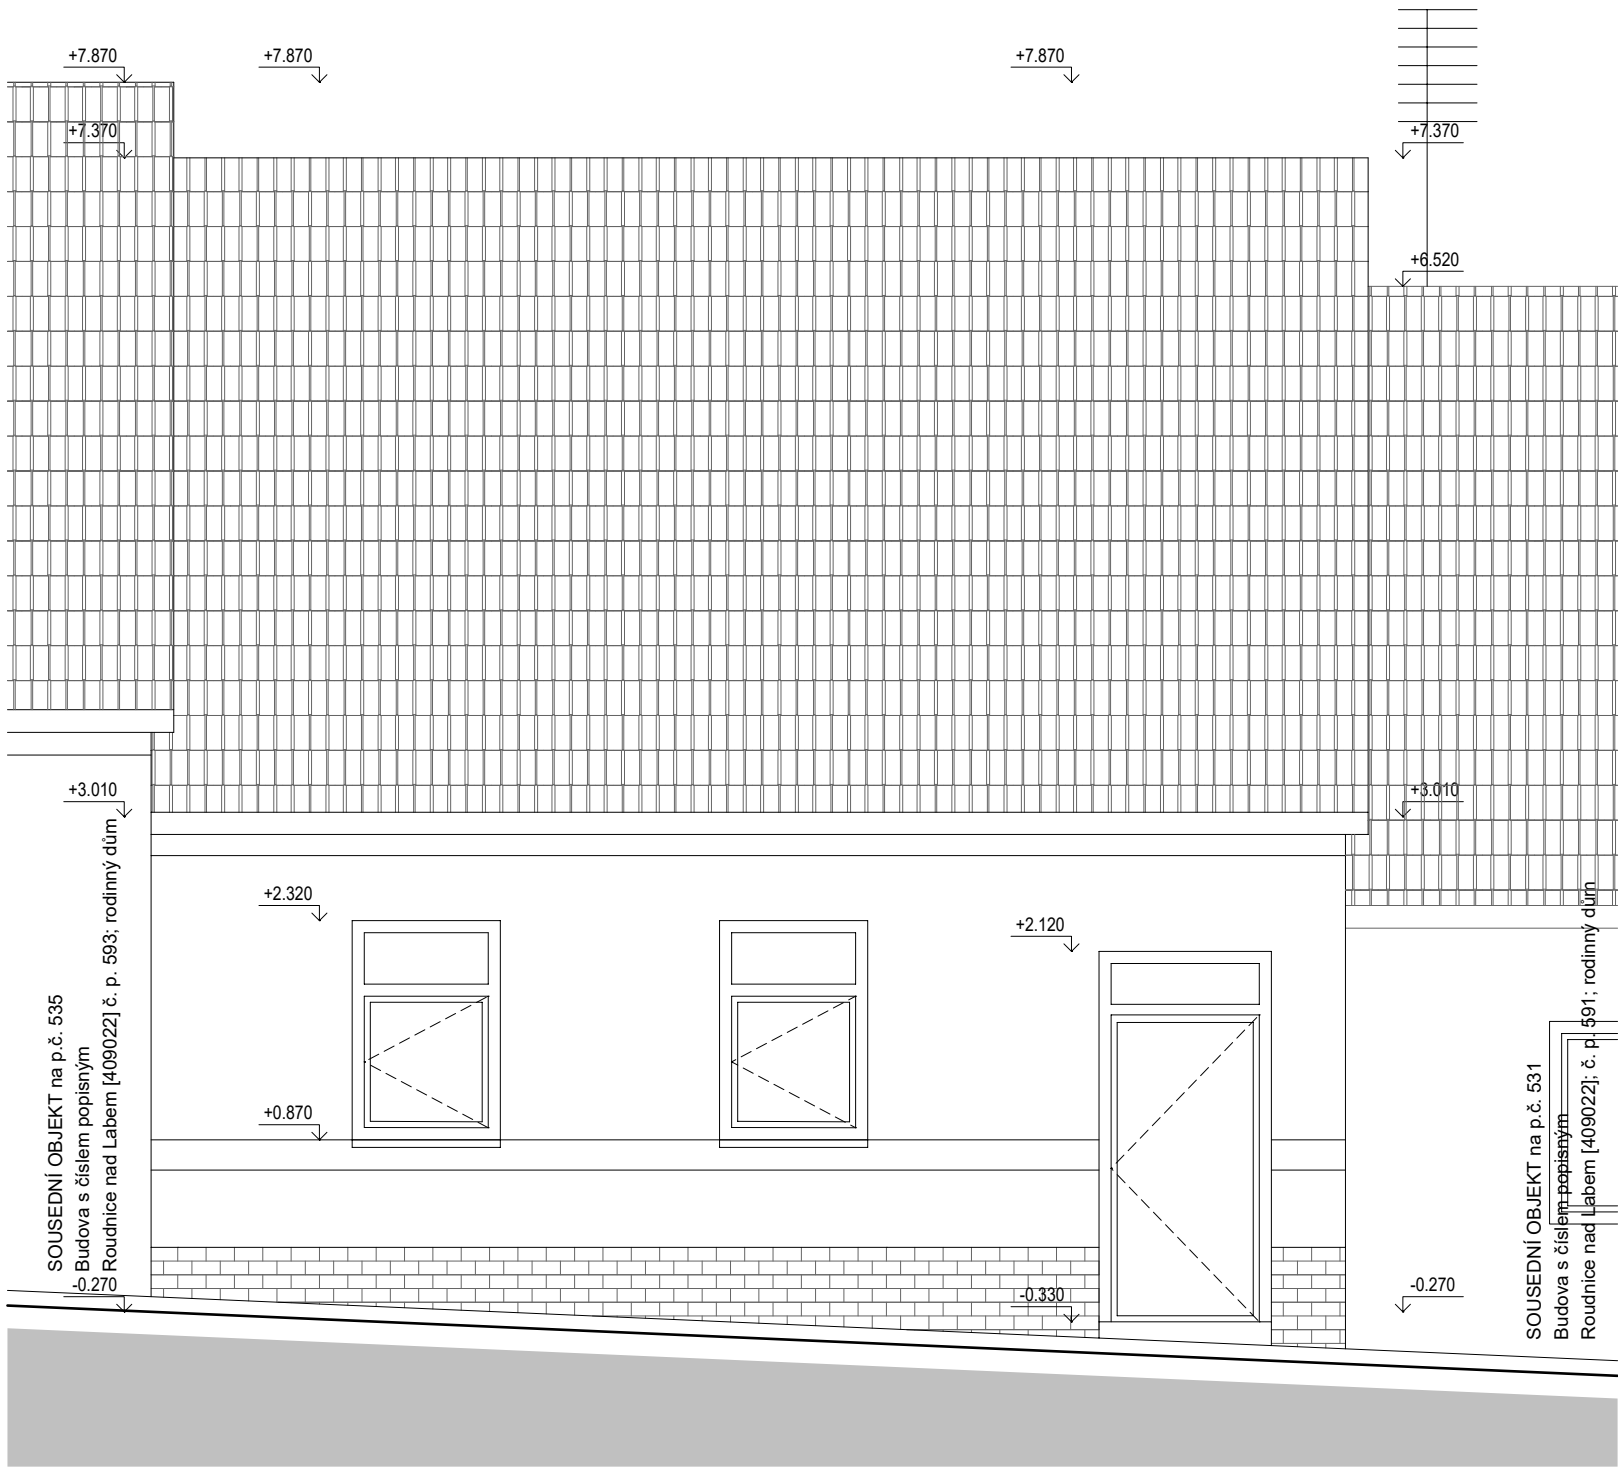 +7.870
+7.870
+7.870
+7.370
+7.370
+6.520
+3.010
+3.010
+2.320
+2.120
+0.870
-0.270
-0.330
-0.270
SOUSEDNÍ OBJEKT na p.č. 535
Budova s číslem popisným
Roudnice nad Labem [409022] č. p. 593; rodinný dům
SOUSEDNÍ OBJEKT na p.č. 531
Budova s číslem popisným
Roudnice nad Labem [409022]; č. p. 591; rodinný dům